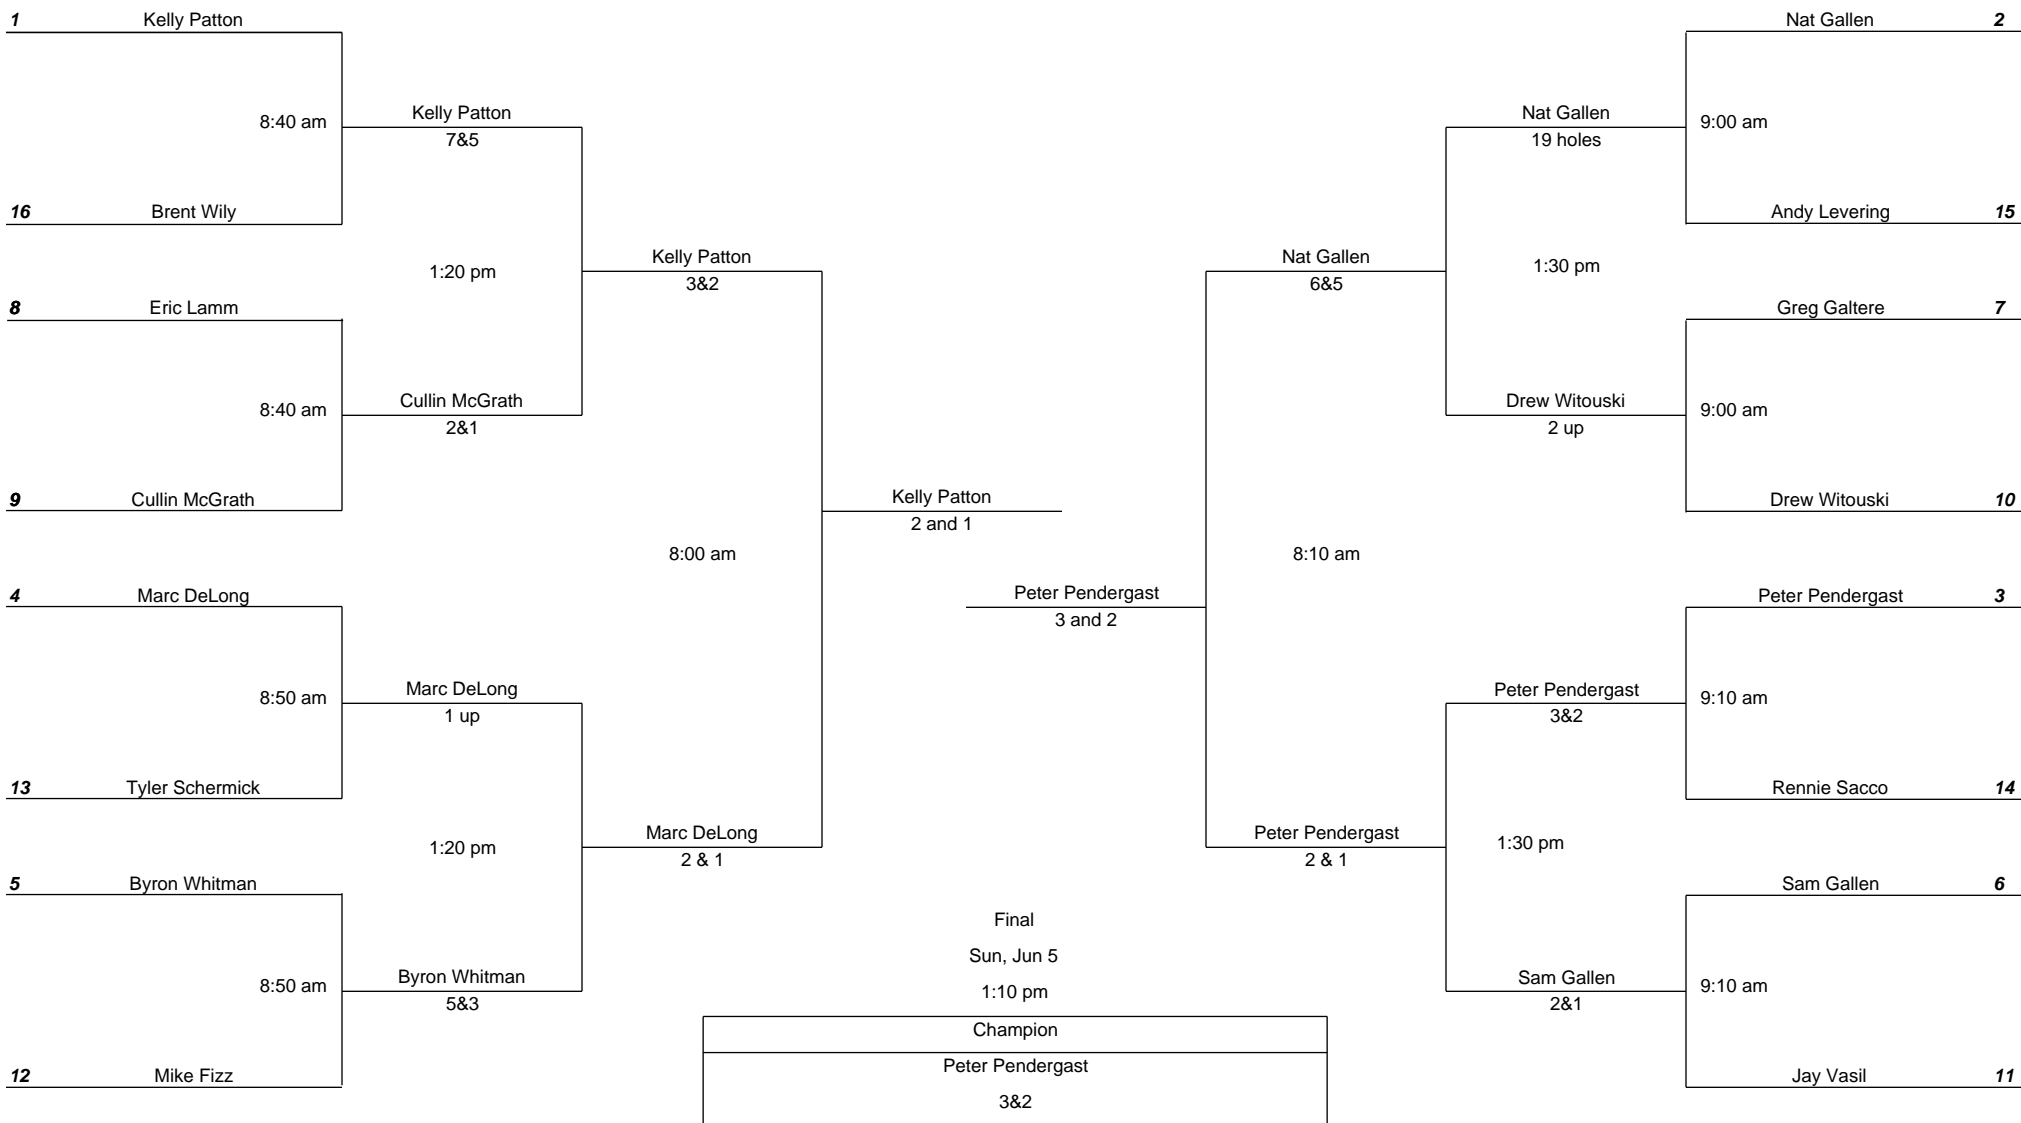 1 Kelly Patton
8:40 am
16 Brent Wily
8 Eric Lamm
8:40 am
9 Cullin McGrath
4 Marc DeLong
8:50 am
13 Tyler Schermick
5 Byron Whitman
8:50 am
12 Mike Fizz
Kelly Patton
7&5
1:20 pm
Cullin McGrath
2&1
Marc DeLong
1 up
1:20 pm
Byron Whitman
5&3
Kelly Patton
3&2
8:00 am
Marc DeLong
2 & 1
Kelly Patton
2 and 1
Peter Pendergast
3 and 2
Final
Sun, Jun 5
1:10 pm
Champion
Peter Pendergast
3&2
Nat Gallen
6&5
8:10 am
Peter Pendergast
2 & 1
Nat Gallen
19 holes
1:30 pm
Drew Witouski
2 up
Peter Pendergast
3&2
1:30 pm
Sam Gallen
2&1
Nat Gallen 2
9:00 am
Andy Levering 15
Greg Galtere 7
9:00 am
Drew Witouski 10
Peter Pendergast 3
9:10 am
Rennie Sacco 14
Sam Gallen 6
9:10 am
Jay Vasil 11